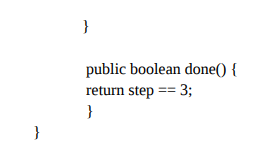 }
public boolean done() {
return step == 3;
}
}